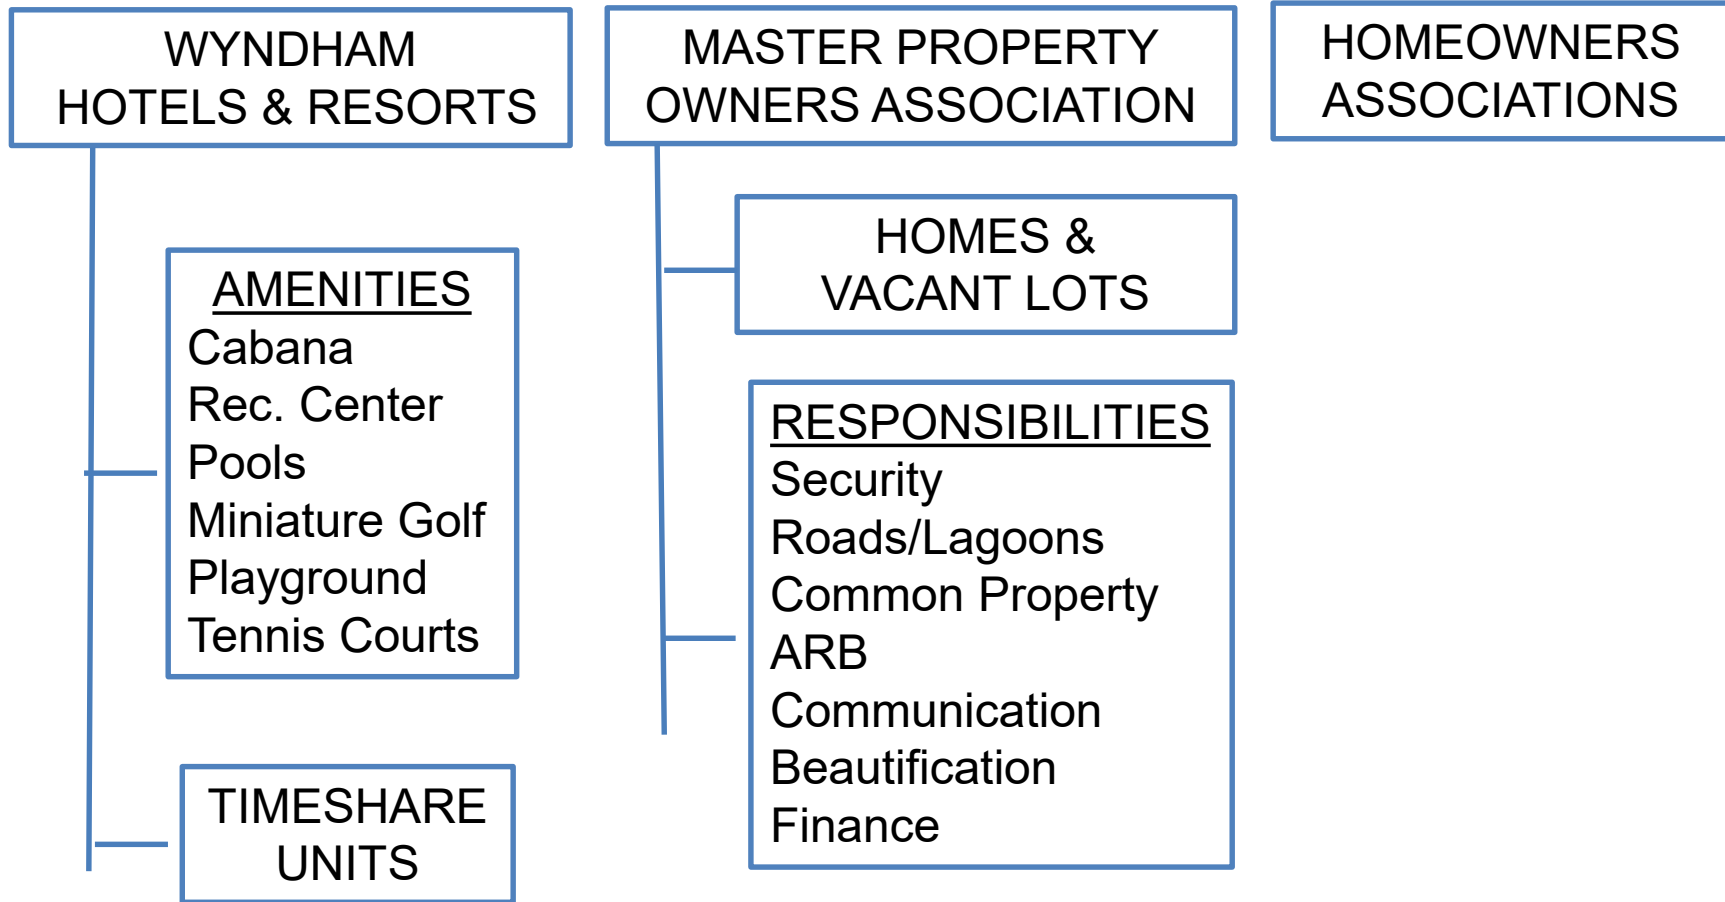 WYNDHAM
HOTELS & RESORTS
AMENITIES
Cabana
Rec. Center
Pools
Miniature Golf
Playground
Tennis Courts
TIMESHARE
UNITS
MASTER PROPERTY
OWNERS ASSOCIATION
HOMES &
VACANT LOTS
RESPONSIBILITIES
Security
Roads/Lagoons
Common Property
ARB
Communication
Beautification
Finance
HOMEOWNERS
ASSOCIATIONS